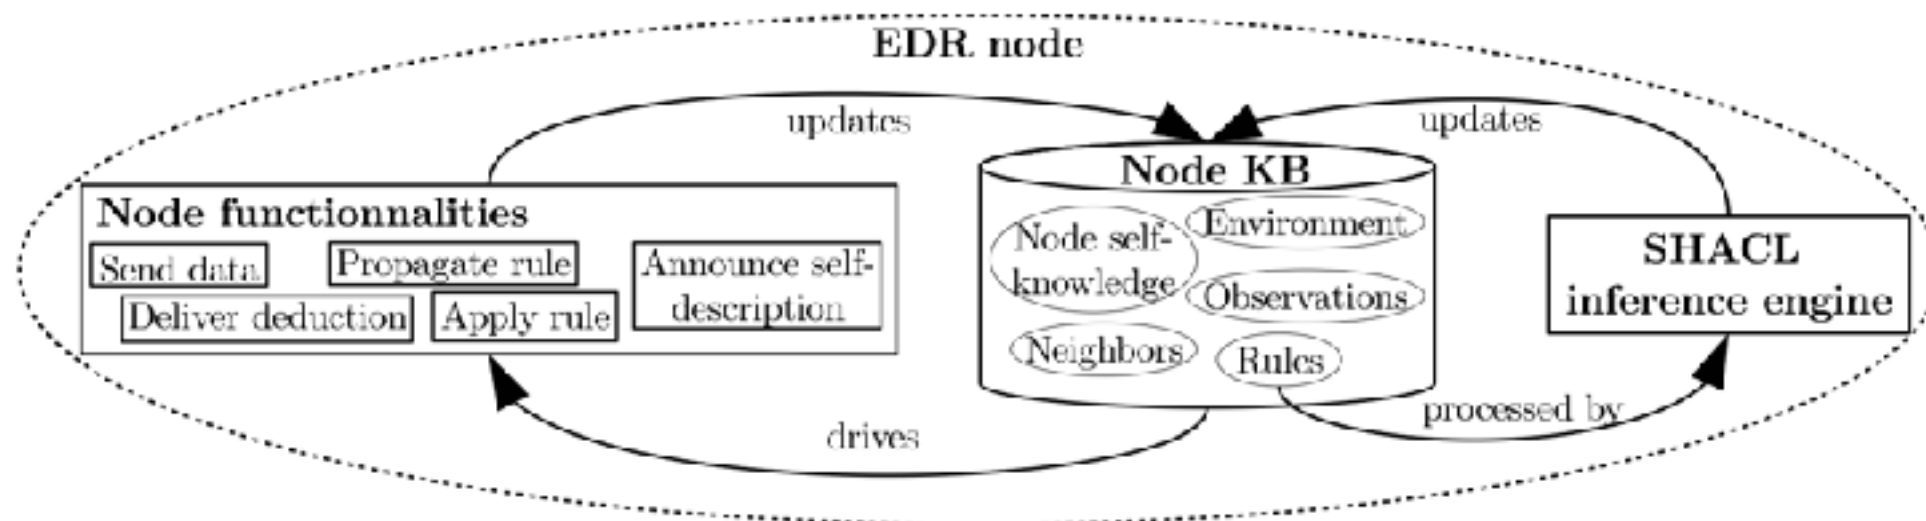 EDR node
updates
updates
Node KB
Node functionnalities
Send data
Propagate rule
Announce self-
description
Deliver deduction
Apply rule
Node self-
knowledge
Environment
Observations
Neighbors
Rules
SHACL
inference engine
processed by
drives